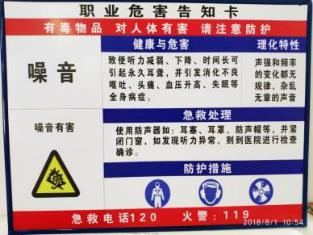 职业危害告知卡
有毒物品 对人体有害 请注意防护
健康与危害
理化特性
噪音
致使听力减弱、下降、时间长可
引起永久耳聋，并引发消化不良
呕吐、头痛、血压升高、失眠等
全身病症。
声强和频率
的变化都无
规律、杂乱
无章的声音
急救处理
噪音有害
使用防声器如：耳塞、耳罩、防声帽等，并紧
闭门窗，如发现听力异常，则到医院进行检查
确诊。
防护措施
急救电话120 火警：119
2018/8/1 10:54